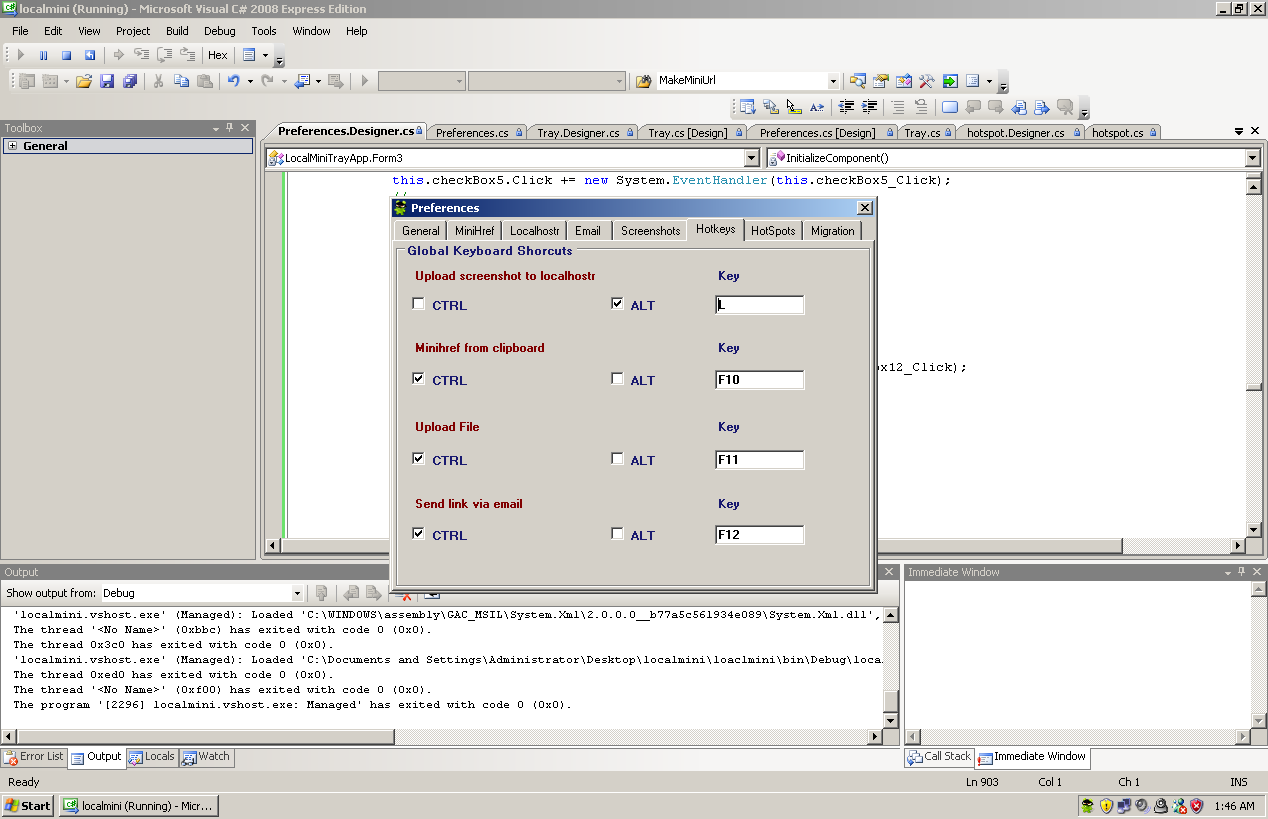 localmini (Running) - Microsoft Visual C# 2008 Express Edition
File Edit View Project Build Debug Tools Window Help
Hex
MakeMiniUrl
Toolbox
General
Preferences.Designer.cs Preferences.cs Tray.Designer.cs Tray.cs [Design] Preferences.cs [Design] Tray.cs hotspot.Designer.cs hotspot.cs
LocalMiniTrayApp.Form3 InitializeComponent()
this.checkBox5.Click += new System.EventHandler(this.checkBox5_Click);
//
Preferences
General MiniHref Localhostr Email Screenshots Hotkeys HotSpots Migration
Global Keyboard Shorcuts
Upload screenshot to localhostr Key
CTRL ALT L
Minihref from clipboard Key
x12_Click);
CTRL ALT F10
Upload File Key
CTRL ALT F11
Send link via email Key
CTRL ALT F12
Output
Immediate Window
Show output from: Debug
'localmini.vshost.exe' (Managed): Loaded 'C:\WINDOWS\assembly\GAC_MSIL\System.Xml\2.0.0.0__b77a5c561934e089\System.Xml.dll',
The thread '<No Name>' (0xbbc) has exited with code 0 (0x0).
The thread 0x3c0 has exited with code 0 (0x0).
'localmini.vshost.exe' (Managed): Loaded 'C:\Documents and Settings\Administrator\Desktop\localmini\loaclmini\bin\Debug\loca
The thread 0xed0 has exited with code 0 (0x0).
The thread '<No Name>' (0xf00) has exited with code 0 (0x0).
The program '[2296] localmini.vshost.exe: Managed' has exited with code 0 (0x0).
Error List Output Locals Watch
Call Stack Immediate Window
Ready Ln 903 Col 1 Ch 1 INS
Start localmini (Running) - Micr... 1:46 AM